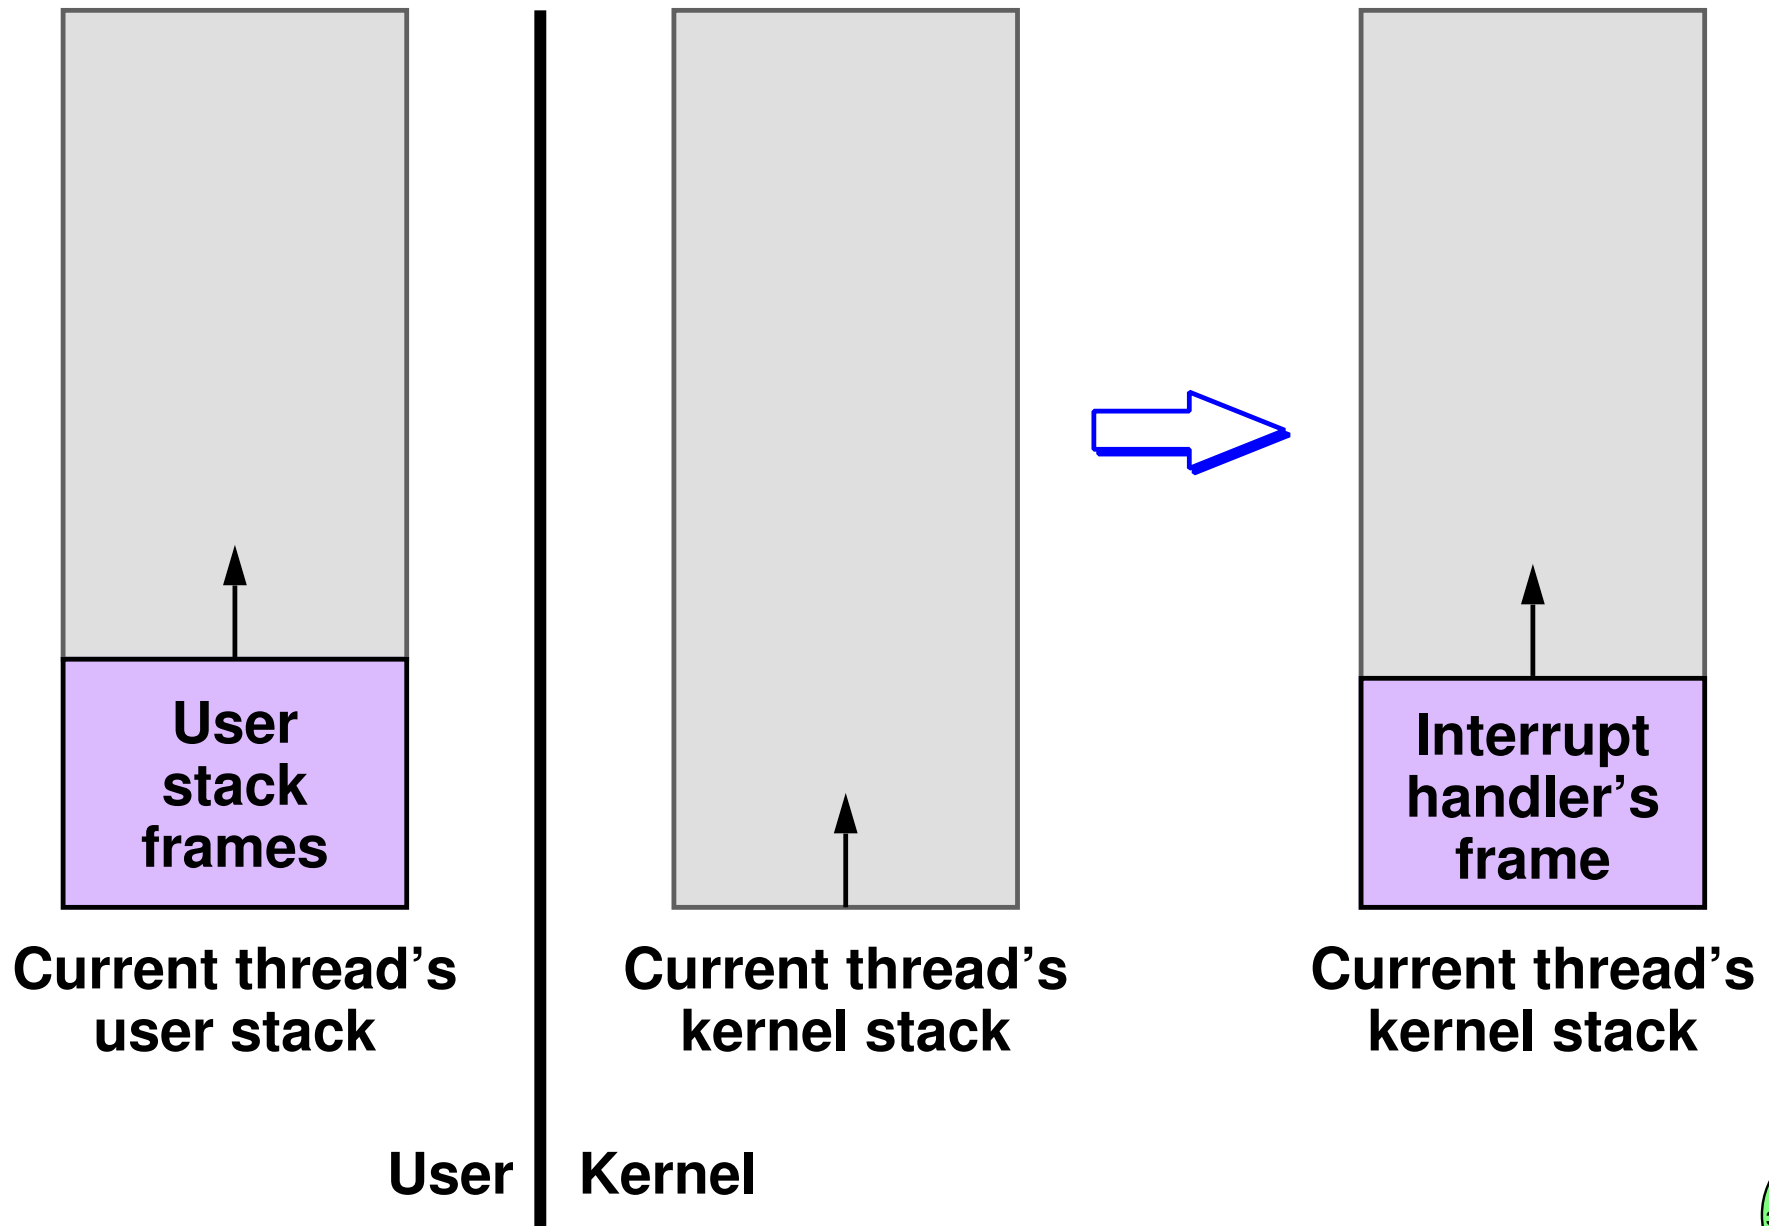 User
stack
frames
Interrupt
handler’s
frame
Current thread’s
user stack
Current thread’s
kernel stack
Current thread’s
kernel stack
User
Kernel